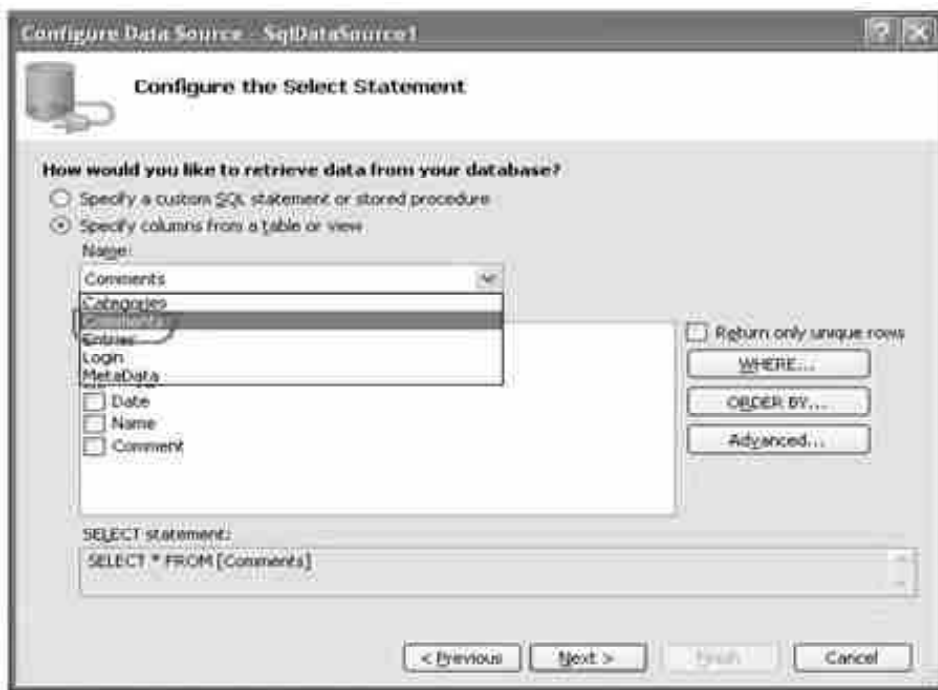 Configure Data Source - SqlDataSource1
Configure the Select Statement
How would you like to retrieve data from your database?
Specify a custom SQL statement or stored procedure
Specify columns from a table or view
Name:
Comments
Categories
Comments
Entries
Login
MetaData
Date
Name
Comment
Return only unique rows
WHERE...
ORDER BY...
Advanced...
SELECT statement:
SELECT * FROM [Comments]
< Previous
Next >
Finish
Cancel